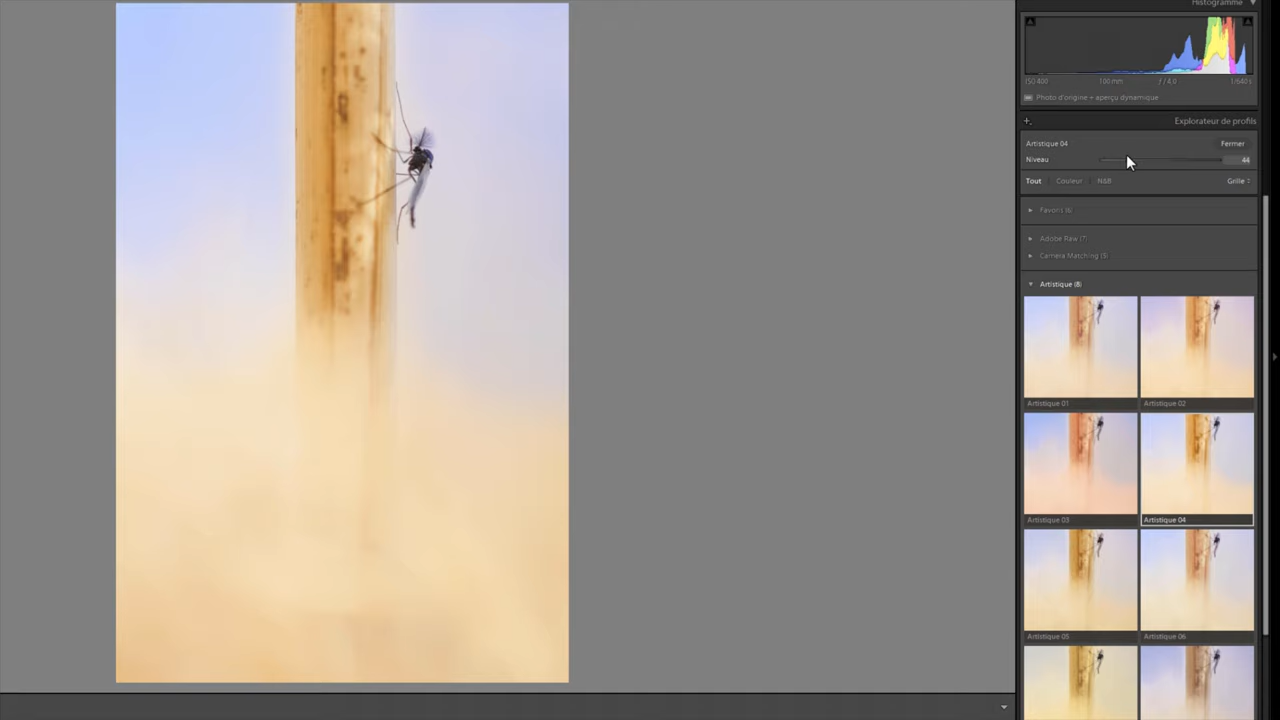 Histogramme
ISO 400 100 mm ƒ / 4,0 1/640 s
Photo d'origine + aperçu dynamique
Explorateur de profils
Artistique 04 Fermer
Niveau 44
Tout Couleur N&B Grille
Favoris (6)
Adobe Raw (7)
Camera Matching (5)
Artistique (8)
Artistique 01 Artistique 02
Artistique 03 Artistique 04
Artistique 05 Artistique 06